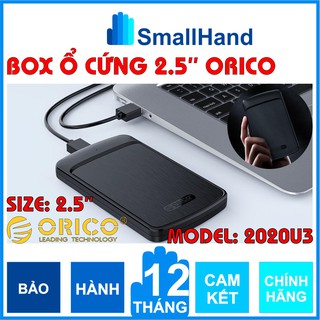 SmallHand
BOX Ổ CỨNG 2.5" ORICO
SIZE: 2.5"
ORICO
LEADING TECHNOLOGY
MODEL: 2020U3
BẢO HÀNH 12 THÁNG
CAM KẾT
CHÍNH HÃNG